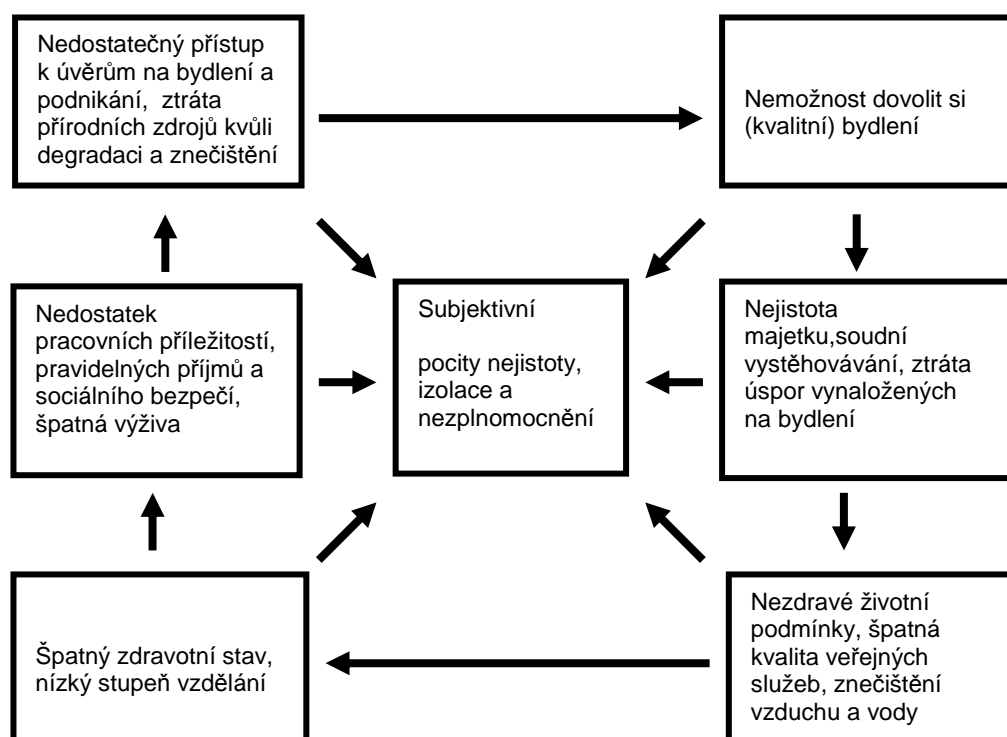 Nedostatečný přístup
k úvěrům na bydlení a
podnikání,  ztráta
přírodních zdrojů kvůli
degradaci a znečištění
Nemožnost dovolit si
(kvalitní) bydlení
Nedostatek
pracovních příležitostí,
pravidelných příjmů a
sociálního bezpečí,
špatná výživa
Subjektivní
pocity nejistoty,
izolace a
nezplnomocnění
Nejistota
majetku,soudní
vystěhovávání, ztráta
úspor vynaložených
na bydlení
Špatný zdravotní stav,
nízký stupeň vzdělání
Nezdravé životní
podmínky, špatná
kvalita veřejných
služeb, znečištění
vzduchu a vody